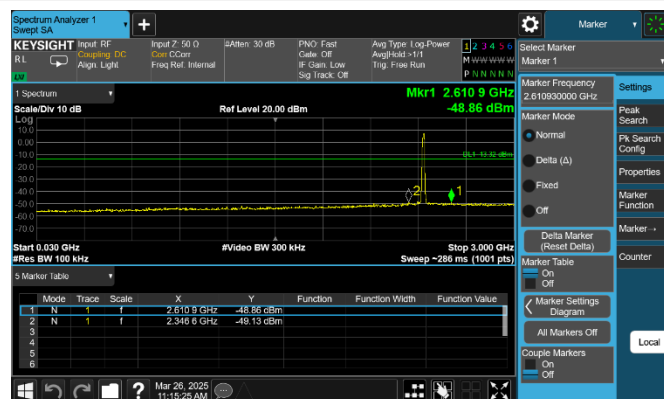 Spectrum Analyzer 1
Swept SA
+
Marker
KEYSIGHT
RL
Input: RF
Coupling: DC
Align: Light
Input Z: 50 Ω
Corr CCorr
Freq Ref: Internal
#Atten: 30 dB
PNO: Fast
Gate: Off
IF Gain: Low
Sig Track: Off
Avg Type: Log-Power
Avg|Hold:>1/1
Trig: Free Run
1 2 3 4 5 6
M W W W W W
P N N N N N
Select Marker
Marker 1
LXI
1 Spectrum
Scale/Div 10 dB
Ref Level 20.00 dBm
Mkr1 2.610 9 GHz
-48.86 dBm
Log
10.0
0.00
-10.0
-20.0
-30.0
-40.0
-50.0
-60.0
-70.0
DL1 -13.32 dBm
2
1
Start 0.030 GHz
#Video BW 300 kHz
Stop 3.000 GHz
#Res BW 100 kHz
Sweep ~286 ms (1001 pts)
5 Marker Table
Mode Trace Scale X Y Function Function Width Function Value
1 N 1 f 2.610 9 GHz -48.86 dBm
2 N 1 f 2.346 6 GHz -49.13 dBm
3
4
5
6
Marker Frequency
2.610930000 GHz
Marker Mode
Normal
Delta (Δ)
Fixed
Off
Delta Marker
(Reset Delta)
Marker Table
On
Off
Marker Settings
Diagram
All Markers Off
Couple Markers
On
Off
Settings
Peak
Search
Pk Search
Config
Properties
Marker
Function
Marker→
Counter
Local
?
Mar 26, 2025
11:15:25 AM